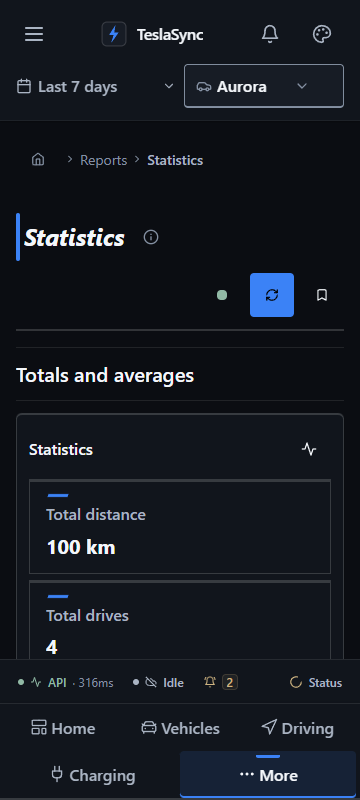 TeslaSync
Last 7 days
Aurora
Reports
Statistics
Statistics
Totals and averages
Statistics
Total distance
100 km
Total drives
4
API · 316ms
Idle
2
Status
Home
Vehicles
Driving
Charging
More